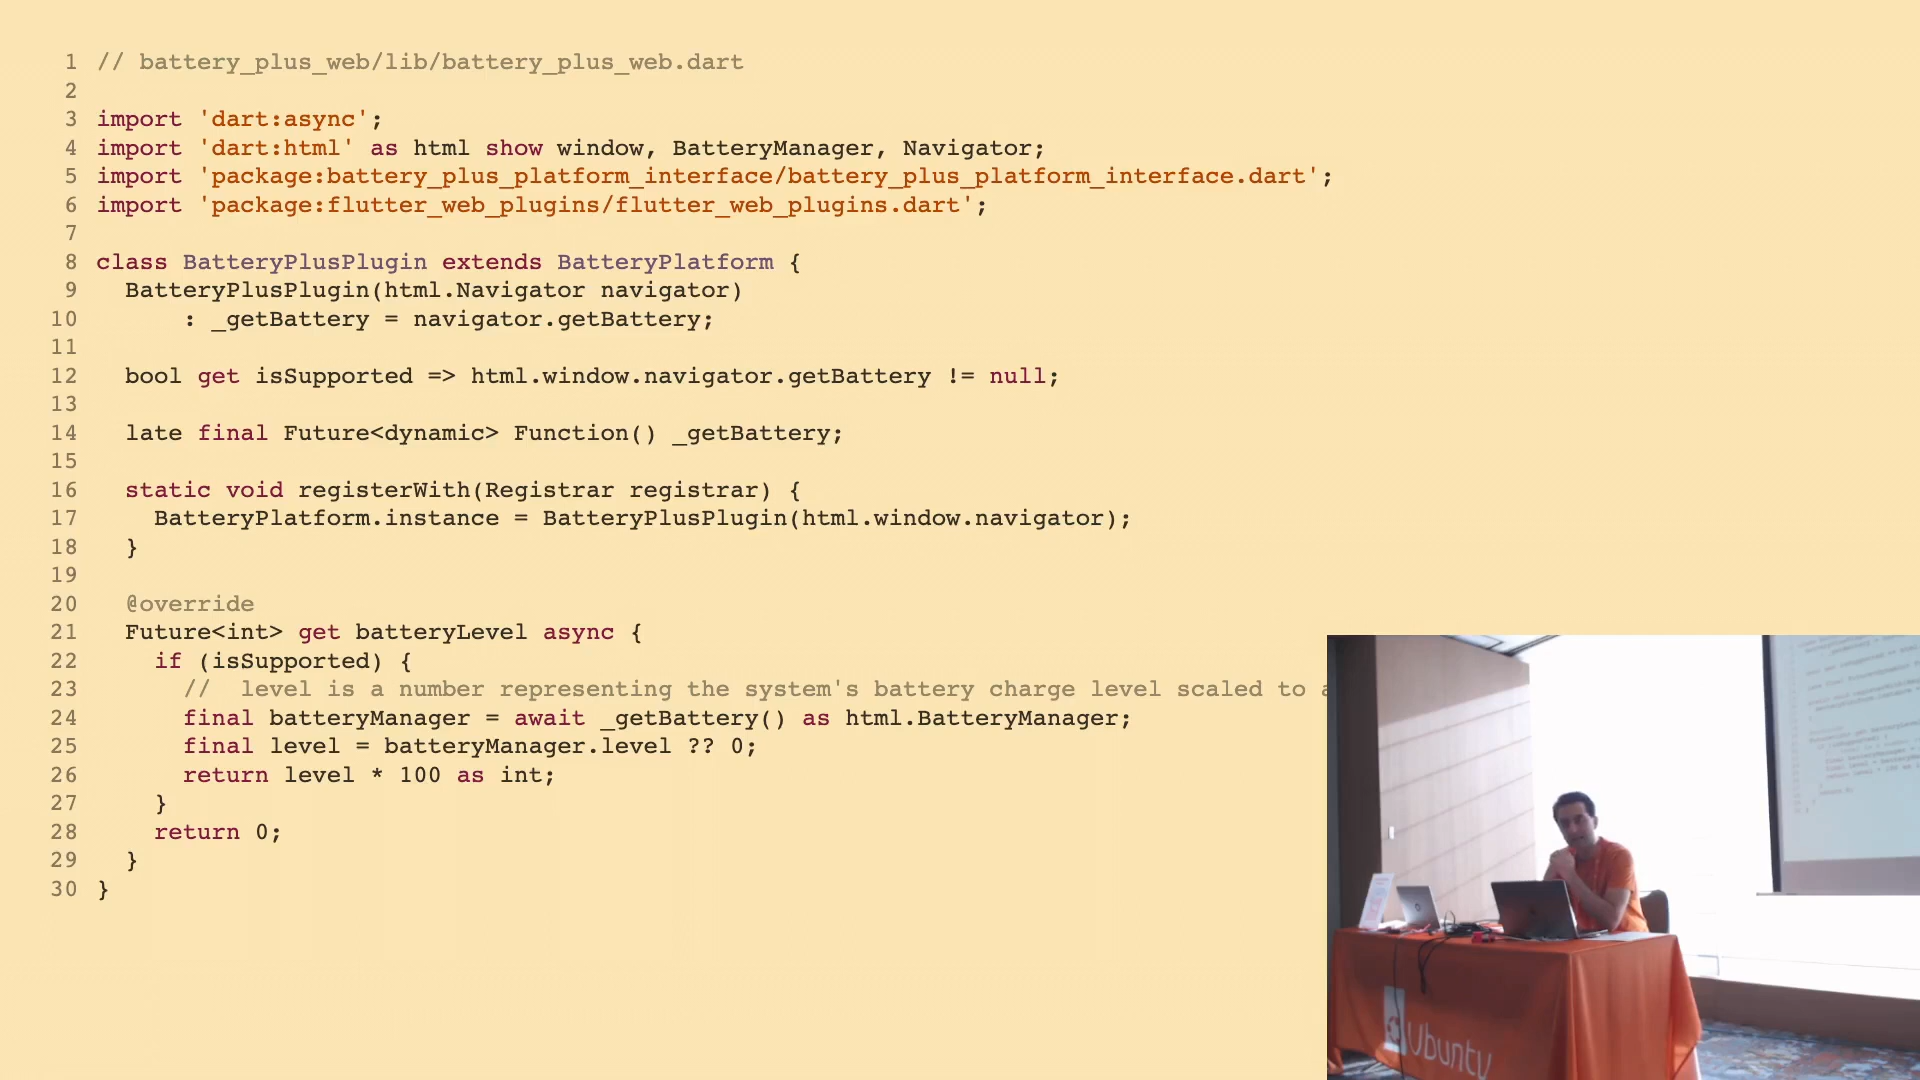 1 // battery_plus_web/lib/battery_plus_web.dart
2
3 import 'dart:async';
4 import 'dart:html' as html show window, BatteryManager, Navigator;
5 import 'package:battery_plus_platform_interface/battery_plus_platform_interface.dart';
6 import 'package:flutter_web_plugins/flutter_web_plugins.dart';
7
8 class BatteryPlusPlugin extends BatteryPlatform {
9   BatteryPlusPlugin(html.Navigator navigator)
10       : _getBattery = navigator.getBattery;
11
12   bool get isSupported => html.window.navigator.getBattery != null;
13
14   late final Future<dynamic> Function() _getBattery;
15
16   static void registerWith(Registrar registrar) {
17     BatteryPlatform.instance = BatteryPlusPlugin(html.window.navigator);
18   }
19
20   @override
21   Future<int> get batteryLevel async {
22     if (isSupported) {
23       //  level is a number representing the system's battery charge level scaled to
24       final batteryManager = await _getBattery() as html.BatteryManager;
25       final level = batteryManager.level ?? 0;
26       return level * 100 as int;
27     }
28     return 0;
29   }
30 }
Ubuntu